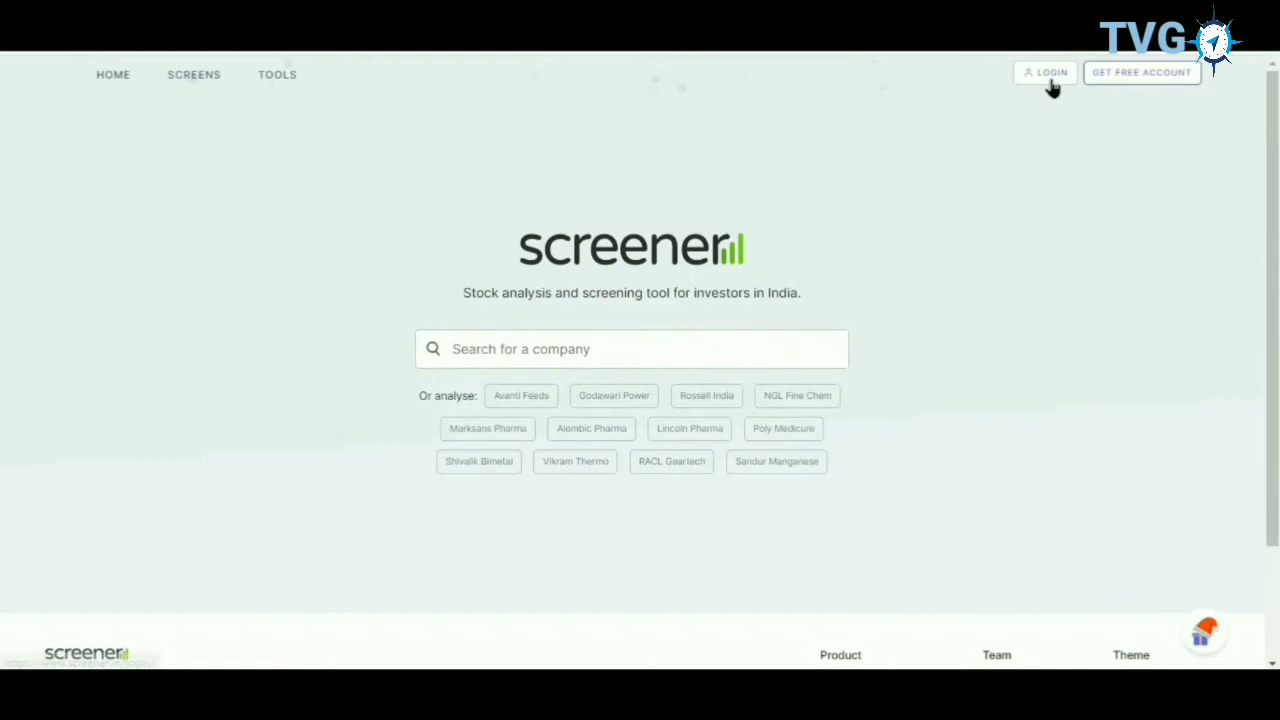 TVG
HOME SCREENS TOOLS LOGIN GET FREE ACCOUNT
screener
Stock analysis and screening tool for investors in India.
Search for a company
Or analyse: Avanti Feeds Godawari Power Rossell India NGL Fine Chem
Marksans Pharma Alembic Pharma Lincoln Pharma Poly Medicure
Shivalik Bimetal Vikram Thermo RACL Geartech Sandur Manganese
screener Product Team Theme